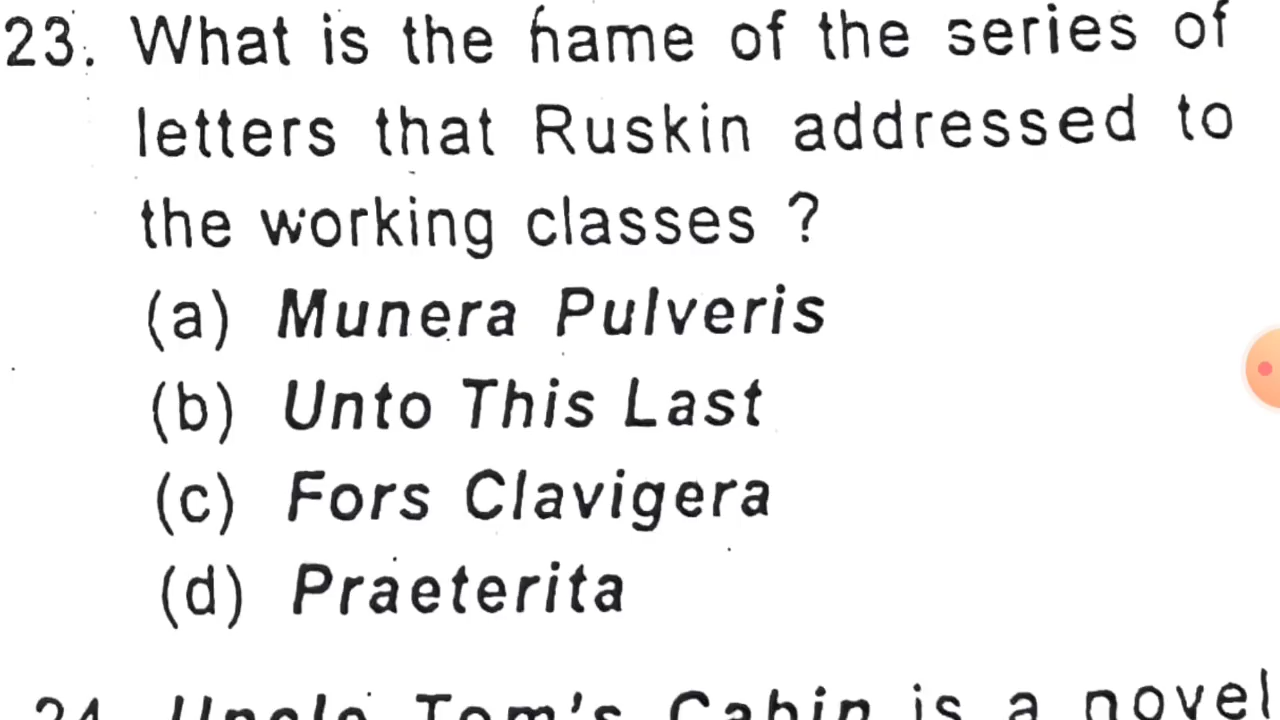 23. What is the name of the series of
letters that Ruskin addressed to
the working classes ?
(a) Munera Pulveris
(b) Unto This Last
(c) Fors Clavigera
(d) Praeterita
24. Uncle Tom's Cabin is a novel